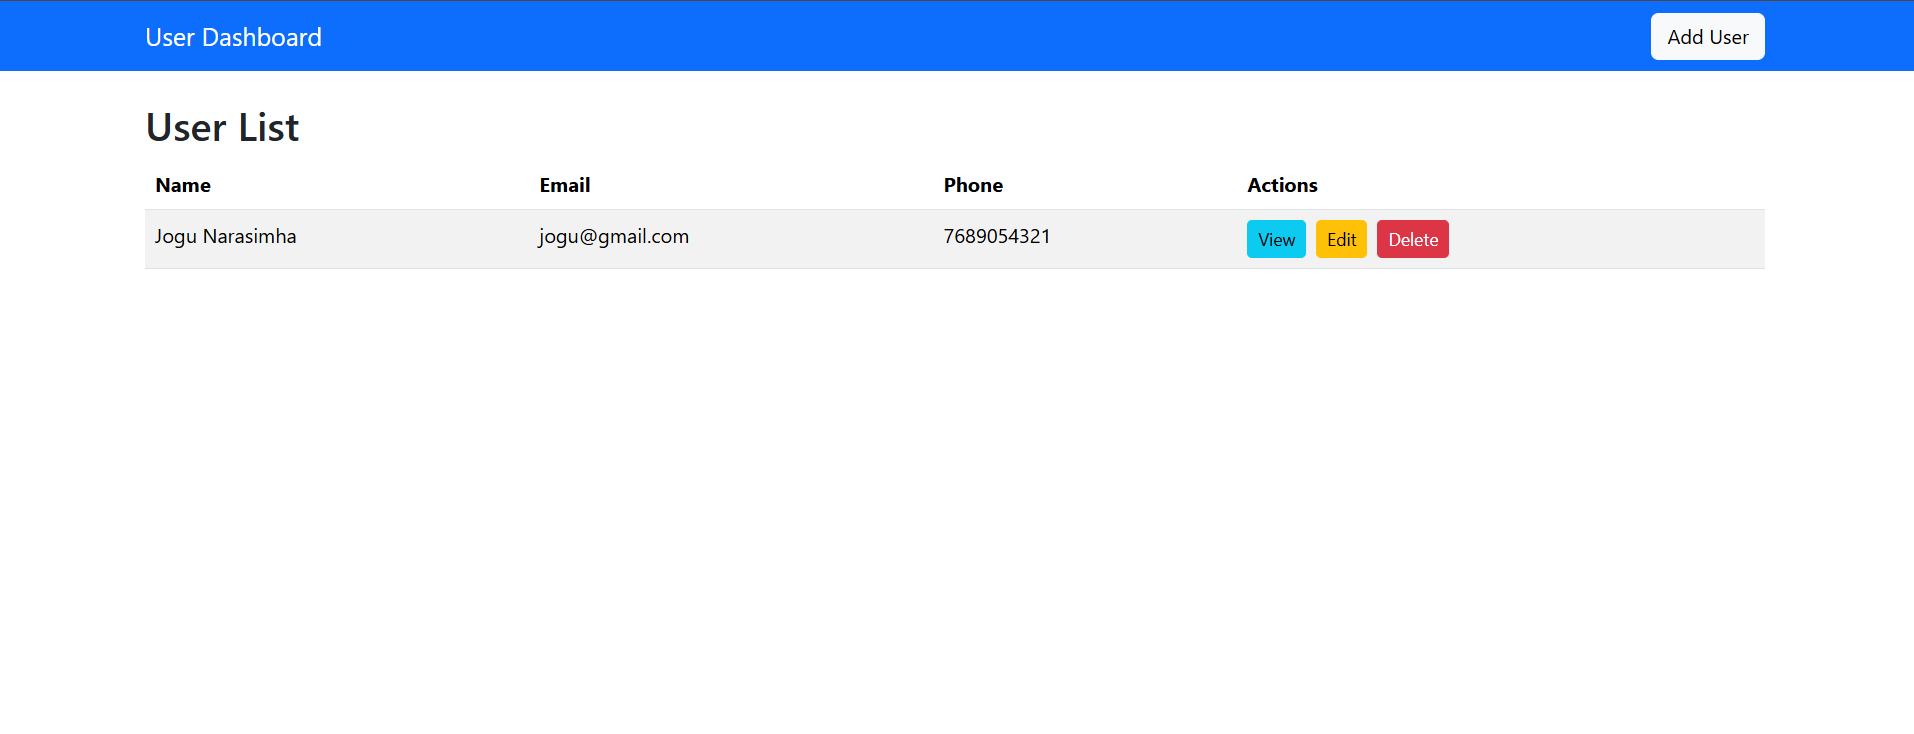 User Dashboard Add User
User List
Name Email Phone Actions
Jogu Narasimha jogu@gmail.com 7689054321 View Edit Delete